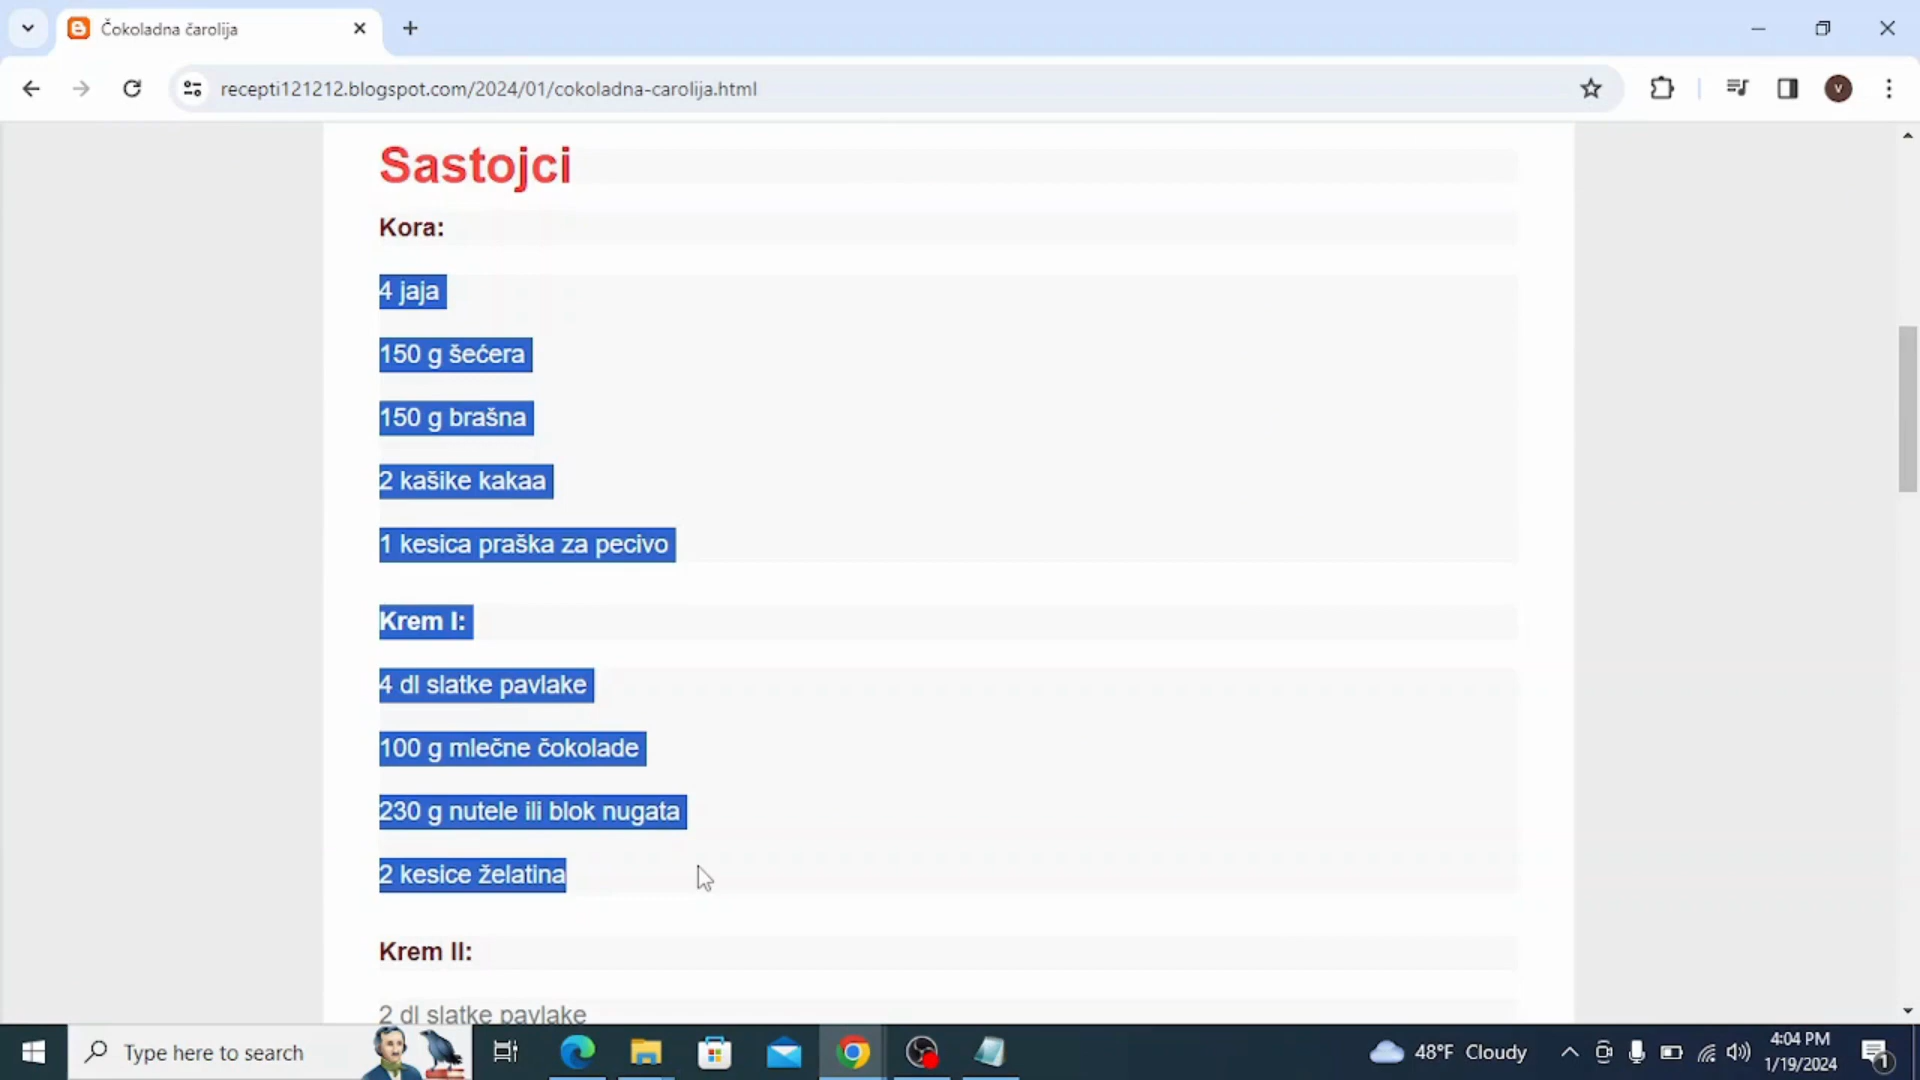 Čokoladna čarolija
recepti121212.blogspot.com/2024/01/cokoladna-carolija.html
V
Sastojci
Kora:
4 jaja
150 g šećera
150 g brašna
2 kašike kakaa
1 kesica praška za pecivo
Krem I:
4 dl slatke pavlake
100 g mlečne čokolade
230 g nutele ili blok nugata
2 kesice želatina
Krem II:
2 dl slatke pavlake
Type here to search
48°F Cloudy
4:04 PM
1/19/2024
1